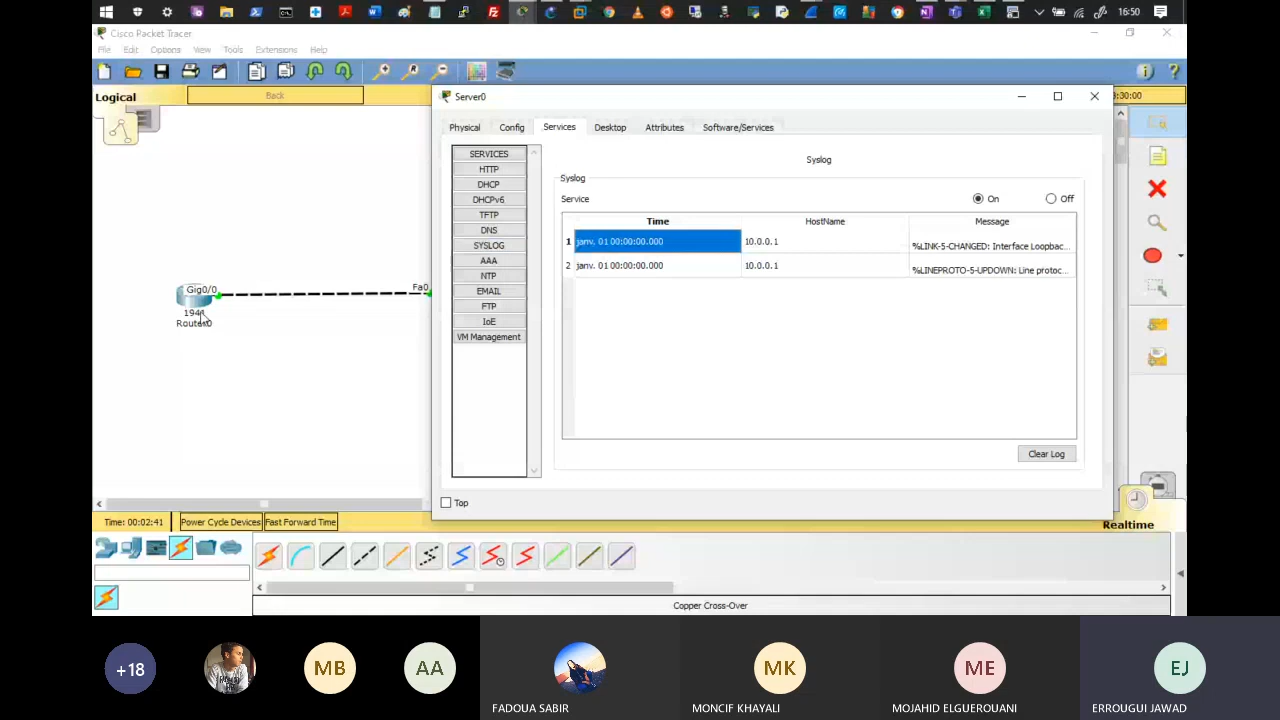 16:50
Cisco Packet Tracer
File Edit Options View Tools Extensions Help
Logical
Back
:30:00
Server0
Physical Config Services Desktop Attributes Software/Services
SERVICES
HTTP
DHCP
DHCPv6
TFTP
DNS
SYSLOG
AAA
NTP
EMAIL
FTP
IoE
VM Management
Syslog
Syslog
Service On Off
Time HostName Message
1 janv. 01 00:00:00.000 10.0.0.1 %LINK-5-CHANGED: Interface Loopbac...
2 janv. 01 00:00:00.000 10.0.0.1 %LINEPROTO-5-UPDOWN: Line protoc...
Clear Log
Top
Gig0/0
Fa0
1941
Router0
Time: 00:02:41 Power Cycle Devices Fast Forward Time
Realtime
Copper Cross-Over
+18
MB
AA
MK
ME
EJ
FADOUA SABIR
MONCIF KHAYALI
MOJAHID ELGUEROUANI
ERROUGUI JAWAD